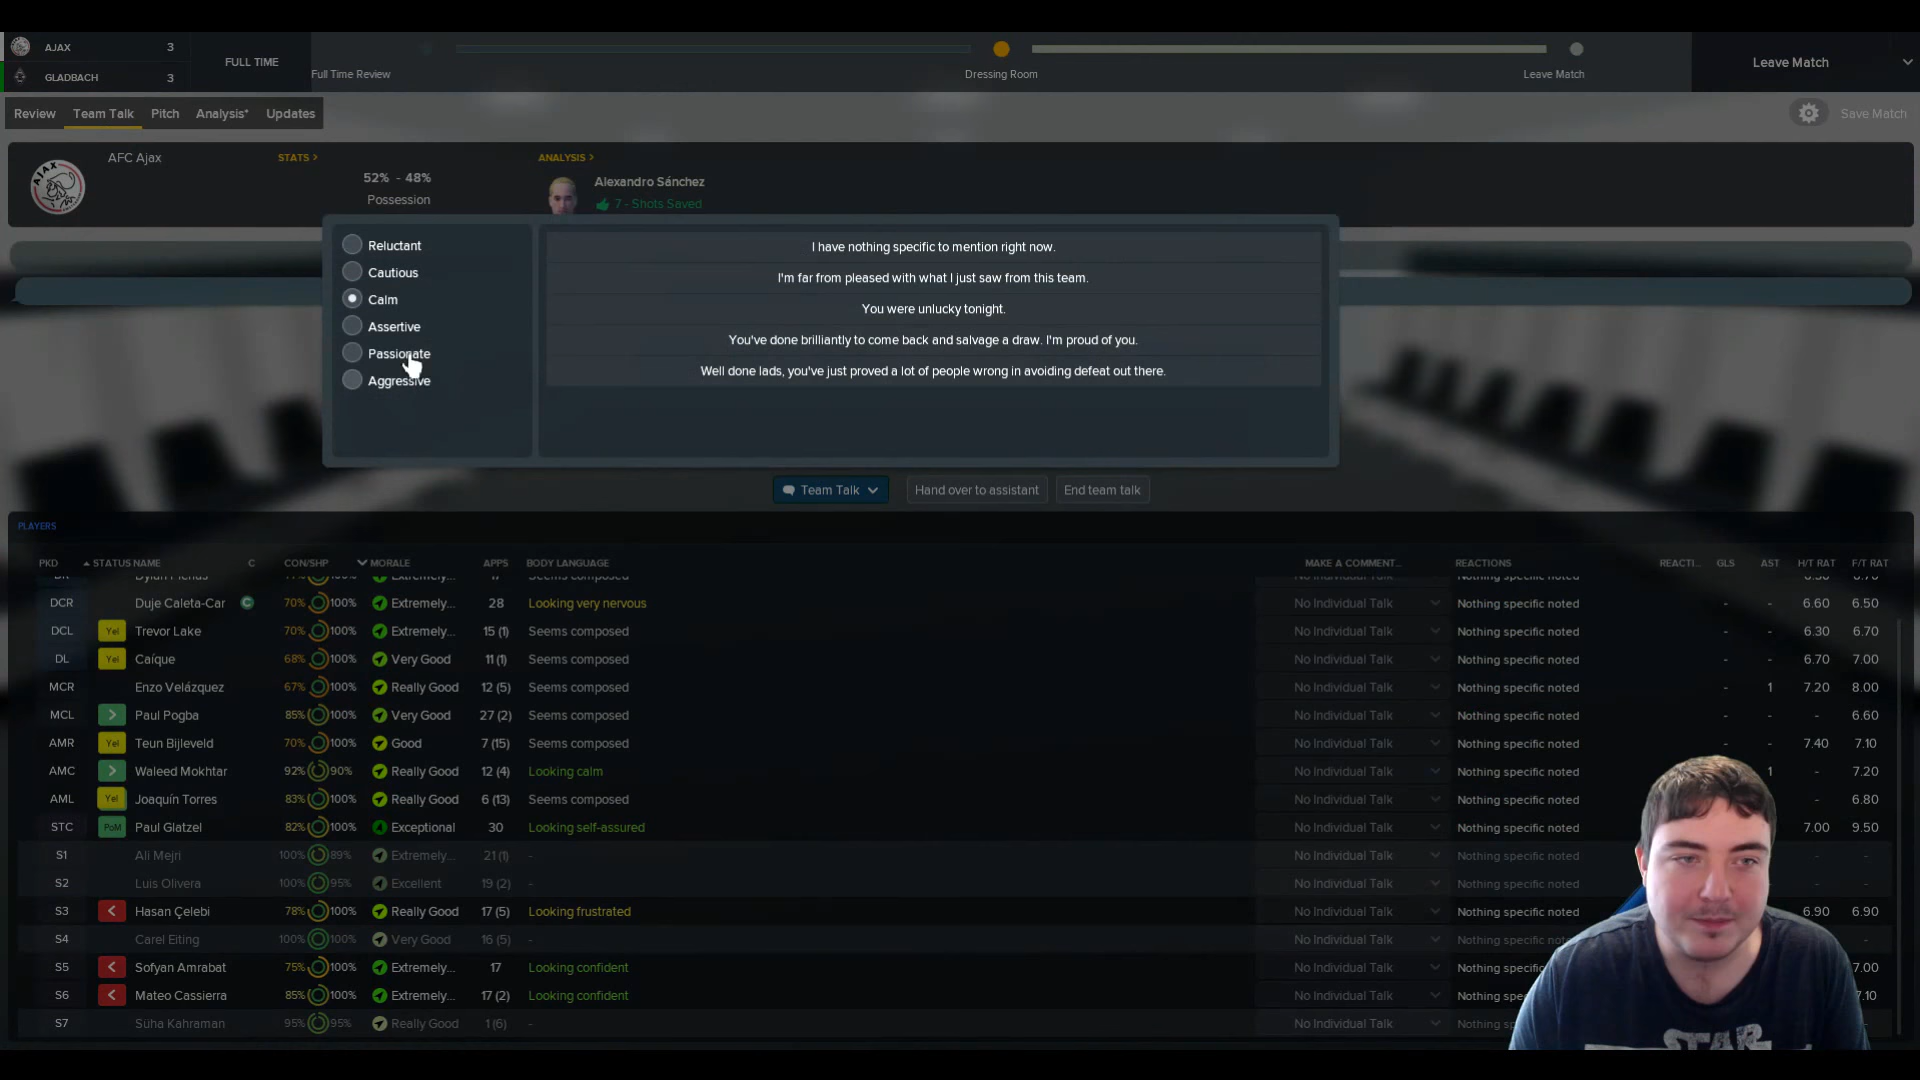 AJAX 3
GLADBACH 3
FULL TIME
Full Time Review
Dressing Room
Leave Match
Leave Match
Review Team Talk Pitch Analysis* Updates
Save Match
AFC Ajax
STATS >
52% - 48%
Possession
ANALYSIS >
Alexandro Sánchez
7 - Shots Saved
Reluctant
Cautious
Calm
Assertive
Passionate
Aggressive
I have nothing specific to mention right now.
I'm far from pleased with what I just saw from this team.
You were unlucky tonight.
You've done brilliantly to come back and salvage a draw. I'm proud of you.
Well done lads, you've just proved a lot of people wrong in avoiding defeat out there.
Team Talk
Hand over to assistant
End team talk
PLAYERS
PKD STATUS NAME C CON/SHP MORALE APPS BODY LANGUAGE MAKE A COMMENT... REACTIONS REACTI... GLS AST H/T RAT F/T RAT
DCR Duje Caleta-Car C 70% 100% Extremely... 28 Looking very nervous No Individual Talk Nothing specific noted - - 6.60 6.50
DCL Yel Trevor Lake 70% 100% Extremely... 15 (1) Seems composed No Individual Talk Nothing specific noted - - 6.30 6.70
DL Yel Caíque 68% 100% Very Good 11 (1) Seems composed No Individual Talk Nothing specific noted - - 6.70 7.00
MCR Enzo Velázquez 67% 100% Really Good 12 (5) Seems composed No Individual Talk Nothing specific noted - 1 7.20 8.00
MCL Paul Pogba 85% 100% Very Good 27 (2) Seems composed No Individual Talk Nothing specific noted - - - 6.60
AMR Yel Teun Bijleveld 70% 100% Good 7 (15) Seems composed No Individual Talk Nothing specific noted - - 7.40 7.10
AMC Waleed Mokhtar 92% 90% Really Good 12 (4) Looking calm No Individual Talk Nothing specific noted 1 - 7.20
AML Yel Joaquín Torres 83% 100% Really Good 6 (13) Seems composed No Individual Talk Nothing specific noted - 6.80
STC PoM Paul Glatzel 82% 100% Exceptional 30 Looking self-assured No Individual Talk Nothing specific noted 7.00 9.50
S1 Ali Mejri 100% 89% Extremely... 21 (1) - No Individual Talk Nothing specific noted - -
S2 Luis Olivera 100% 95% Excellent 19 (2) - No Individual Talk Nothing specific noted - -
S3 Hasan Çelebi 78% 100% Really Good 17 (5) Looking frustrated No Individual Talk Nothing specific noted 6.90 6.90
S4 Carel Eiting 100% 100% Very Good 16 (5) - No Individual Talk Nothing specific not -
S5 Sofyan Amrabat 75% 100% Extremely... 17 Looking confident No Individual Talk Nothing specific 7.00
S6 Mateo Cassierra 85% 100% Extremely... 17 (2) Looking confident No Individual Talk Nothing spe .10
S7 Süha Kahraman 95% 95% Really Good 1 (6) - No Individual Talk Nothing sp -
STAR